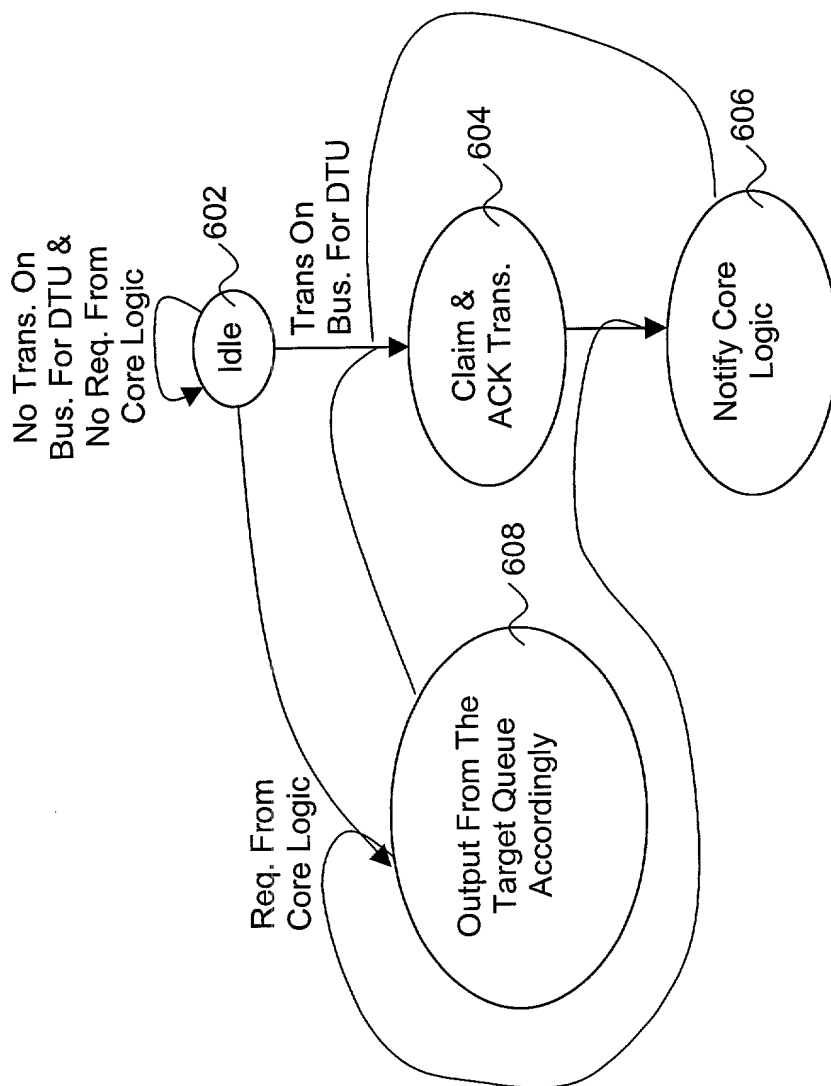 No Trans. On
Bus. For DTU &
No Req. From
Core Logic
602
Idle
Trans On
Bus. For DTU
604
Claim &
ACK Trans.
606
Notify Core
Logic
Req. From
Core Logic
608
Output From The
Target Queue
Accordingly